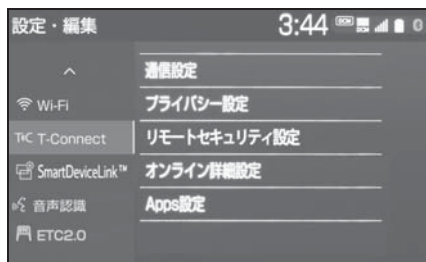 設定・編集
3:44 DCM
Wi-Fi
T-Connect
SmartDeviceLink™
音声認識
ETC2.0
通信設定
プライバシー設定
リモートセキュリティ設定
オンライン詳細設定
Apps設定